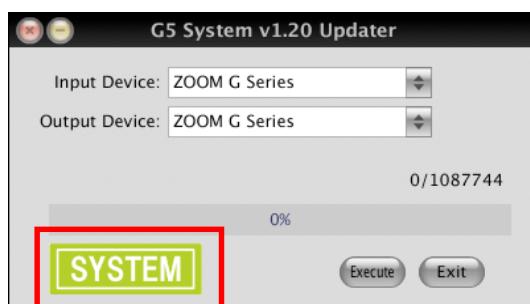 G5 System v1.20 Updater
Input Device: ZOOM G Series
Output Device: ZOOM G Series
0/1087744
0%
SYSTEM Execute Exit